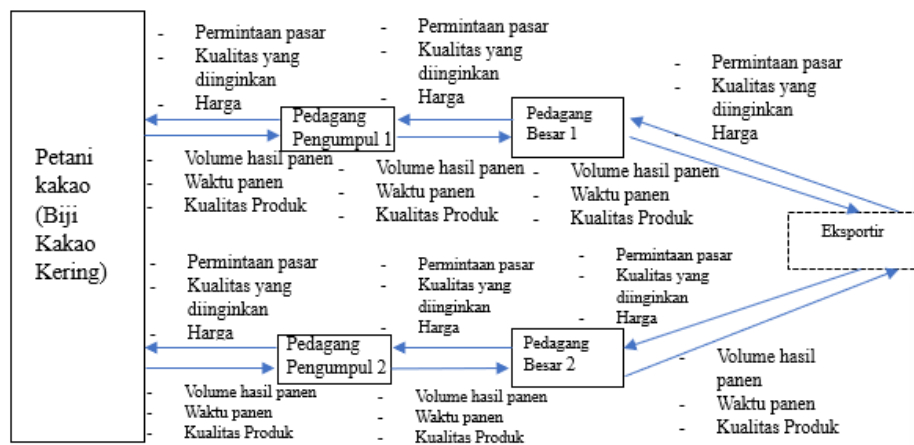 - Permintaan pasar
- Kualitas yang
diinginkan
- Harga
- Permintaan pasar
- Kualitas yang
diinginkan
- Harga
- Permintaan pasar
- Kualitas yang
diinginkan
- Harga
Pedagang
Pengumpul 1
Pedagang
Besar 1
Petani
kakao
(Biji
Kakao
Kering)
- Volume hasil panen
- Waktu panen
- Kualitas Produk
- Volume hasil panen
- Waktu panen
- Kualitas Produk
- Volume hasil panen
- Waktu panen
- Kualitas Produk
Eksportir
- Permintaan pasar
- Kualitas yang
diinginkan
- Harga
- Permintaan pasar
- Kualitas yang
diinginkan
- Harga
- Permintaan pasar
- Kualitas yang
diinginkan
- Harga
Pedagang
Pengumpul 2
Pedagang
Besar 2
- Volume hasil panen
- Waktu panen
- Kualitas Produk
- Volume hasil panen
- Waktu panen
- Kualitas Produk
- Volume hasil
panen
- Waktu panen
- Kualitas Produk